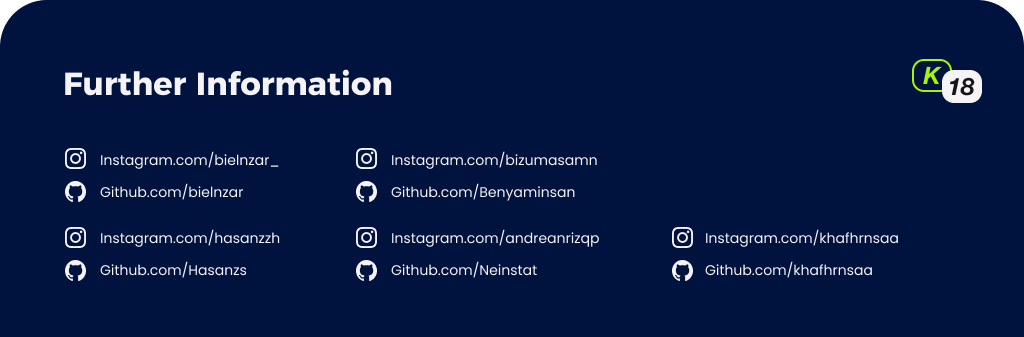 Further Information
K
18
Instagram.com/bielnzar_
Github.com/bielnzar
Instagram.com/bizumasamn
Github.com/Benyaminsan
Instagram.com/hasanzzh
Github.com/Hasanzs
Instagram.com/andreanrizqp
Github.com/Neinstat
Instagram.com/khafhrnsaa
Github.com/khafhrnsaa